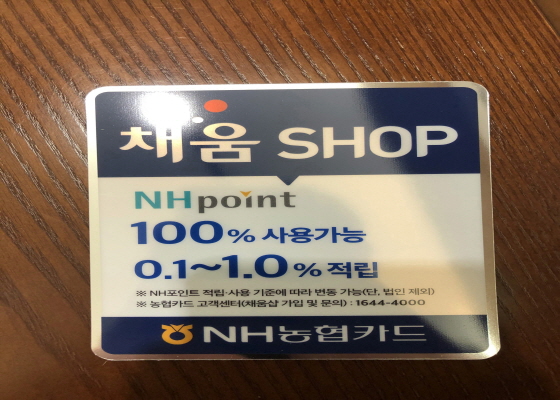 채움 SHOP
NHpoint
100% 사용가능
0.1~1.0% 적립
※ NH포인트 적립·사용 기준에 따라 변동 가능(단, 법인 제외)
※ 농협카드 고객센터(채움샵 가입 및 문의) : 1644-4000
NH농협카드